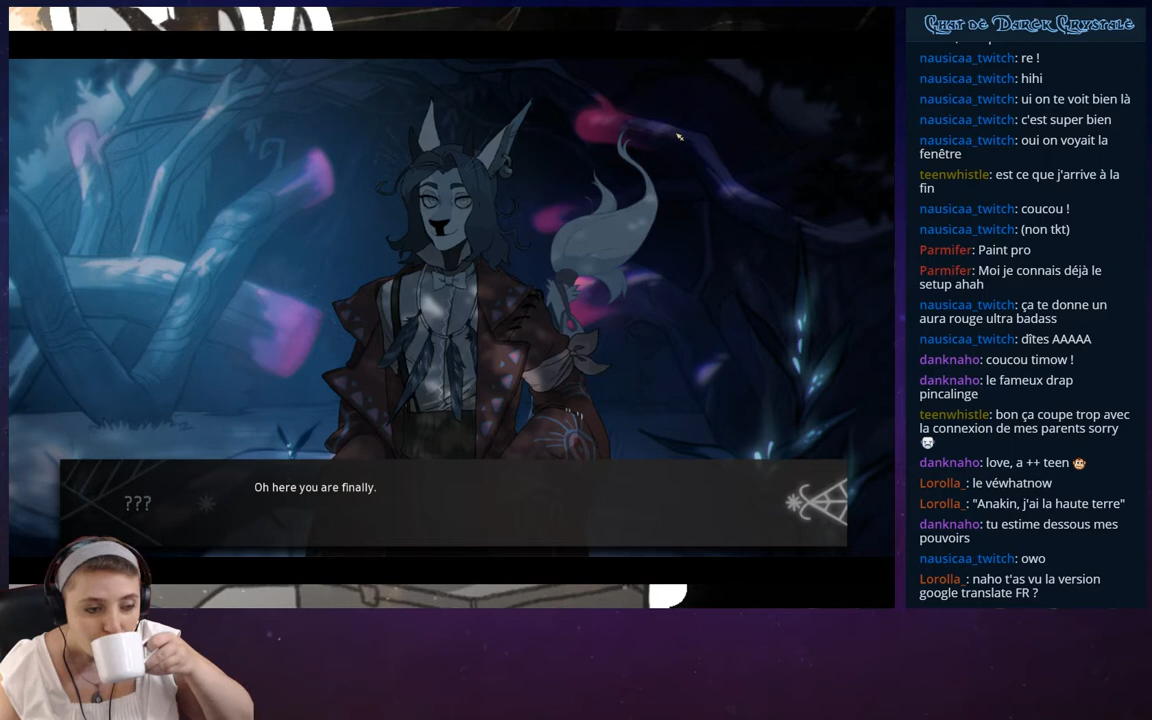 Chat de Darck Crystale
nausicaa_twitch: re !
nausicaa_twitch: hihi
nausicaa_twitch: ui on te voit bien là
nausicaa_twitch: c'est super bien
nausicaa_twitch: oui on voyait la
fenêtre
teenwhistle: est ce que j'arrive à la
fin
nausicaa_twitch: coucou !
nausicaa_twitch: (non tkt)
Parmifer: Paint pro
Parmifer: Moi je connais déjà le
setup ahah
nausicaa_twitch: ça te donne un
aura rouge ultra badass
nausicaa_twitch: dîtes AAAAA
danknaho: coucou timow !
danknaho: le fameux drap
pincalinge
teenwhistle: bon ça coupe trop avec
la connexion de mes parents sorry
danknaho: love, a ++ teen
Lorolla_: le véwhatnow
Lorolla_: "Anakin, j'ai la haute terre"
danknaho: tu estime dessous mes
pouvoirs
nausicaa_twitch: owo
Lorolla_: naho t'as vu la version
google translate FR ?
Oh here you are finally.
???